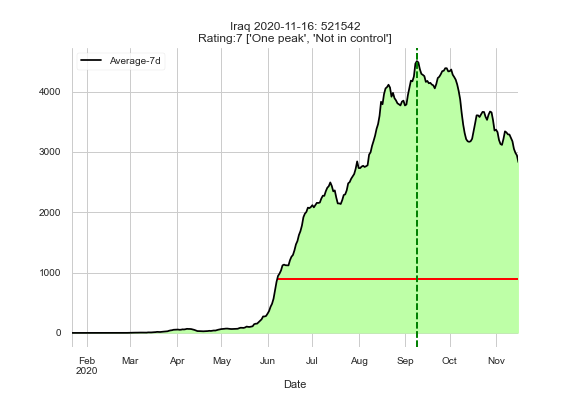 Iraq 2020-11-16: 521542
Rating:7 ['One peak', 'Not in control']
Average-7d
4000
3000
2000
1000
0
Feb Mar Apr May Jun Jul Aug Sep Oct Nov
2020
Date